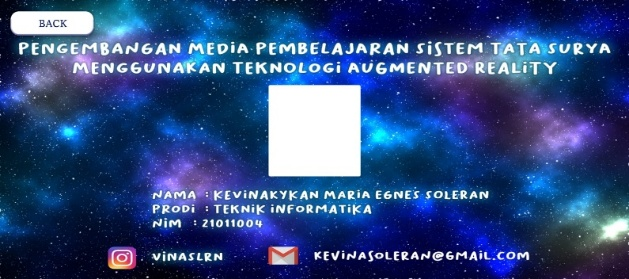 BACK
PENGEMBANGAN MEDIA PEMBELAJARAN SISTEM TATA SURYA
MENGGUNAKAN TEKNOLOGI AUGMENTED REALITY
NAMA : KEVINAKYKAN MARIA EGNES SOLERAN
PRODI : TEKNIK INFORMATIKA
NIM : 21011004
VINASLRN
KEVINASOLERAN@GMAIL.COM